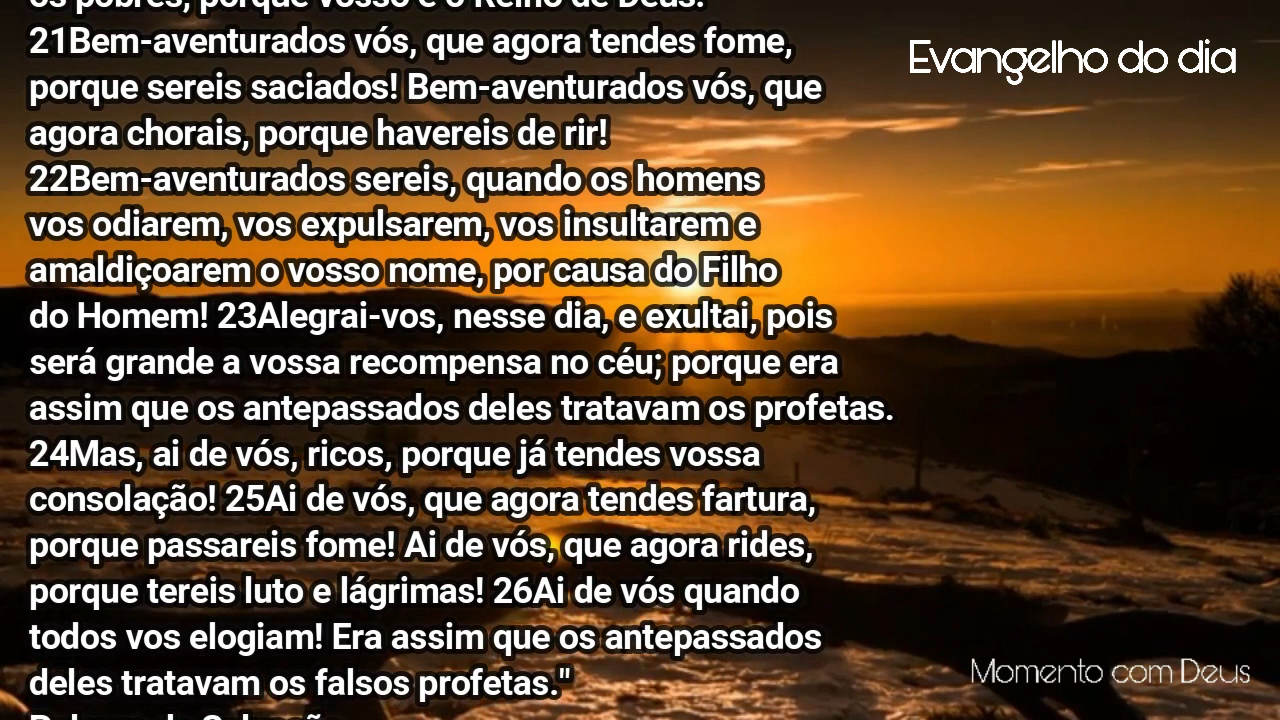 os pobres, porque vosso é o Reino de Deus!
21Bem-aventurados vós, que agora tendes fome,
porque sereis saciados! Bem-aventurados vós, que
agora chorais, porque havereis de rir!
22Bem-aventurados sereis, quando os homens
vos odiarem, vos expulsarem, vos insultarem e
amaldiçoarem o vosso nome, por causa do Filho
do Homem! 23Alegrai-vos, nesse dia, e exultai, pois
será grande a vossa recompensa no céu; porque era
assim que os antepassados deles tratavam os profetas.
24Mas, ai de vós, ricos, porque já tendes vossa
consolação! 25Ai de vós, que agora tendes fartura,
porque passareis fome! Ai de vós, que agora rides,
porque tereis luto e lágrimas! 26Ai de vós quando
todos vos elogiam! Era assim que os antepassados
deles tratavam os falsos profetas."
Evangelho do dia
Momento com Deus